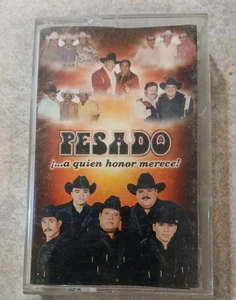 PESADO
¡...a quien honor merece!